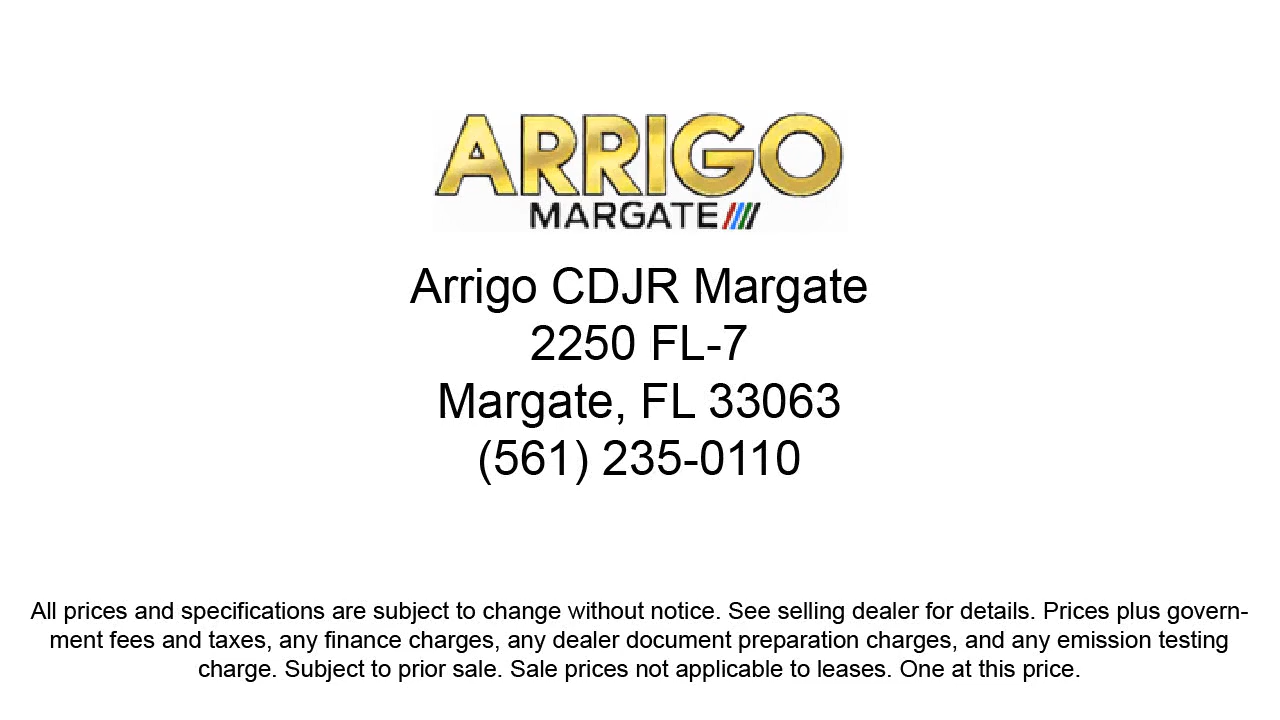 ARRIGO
MARGATE
Arrigo CDJR Margate
2250 FL-7
Margate, FL 33063
(561) 235-0110
All prices and specifications are subject to change without notice. See selling dealer for details. Prices plus govern-
ment fees and taxes, any finance charges, any dealer document preparation charges, and any emission testing
charge. Subject to prior sale. Sale prices not applicable to leases. One at this price.